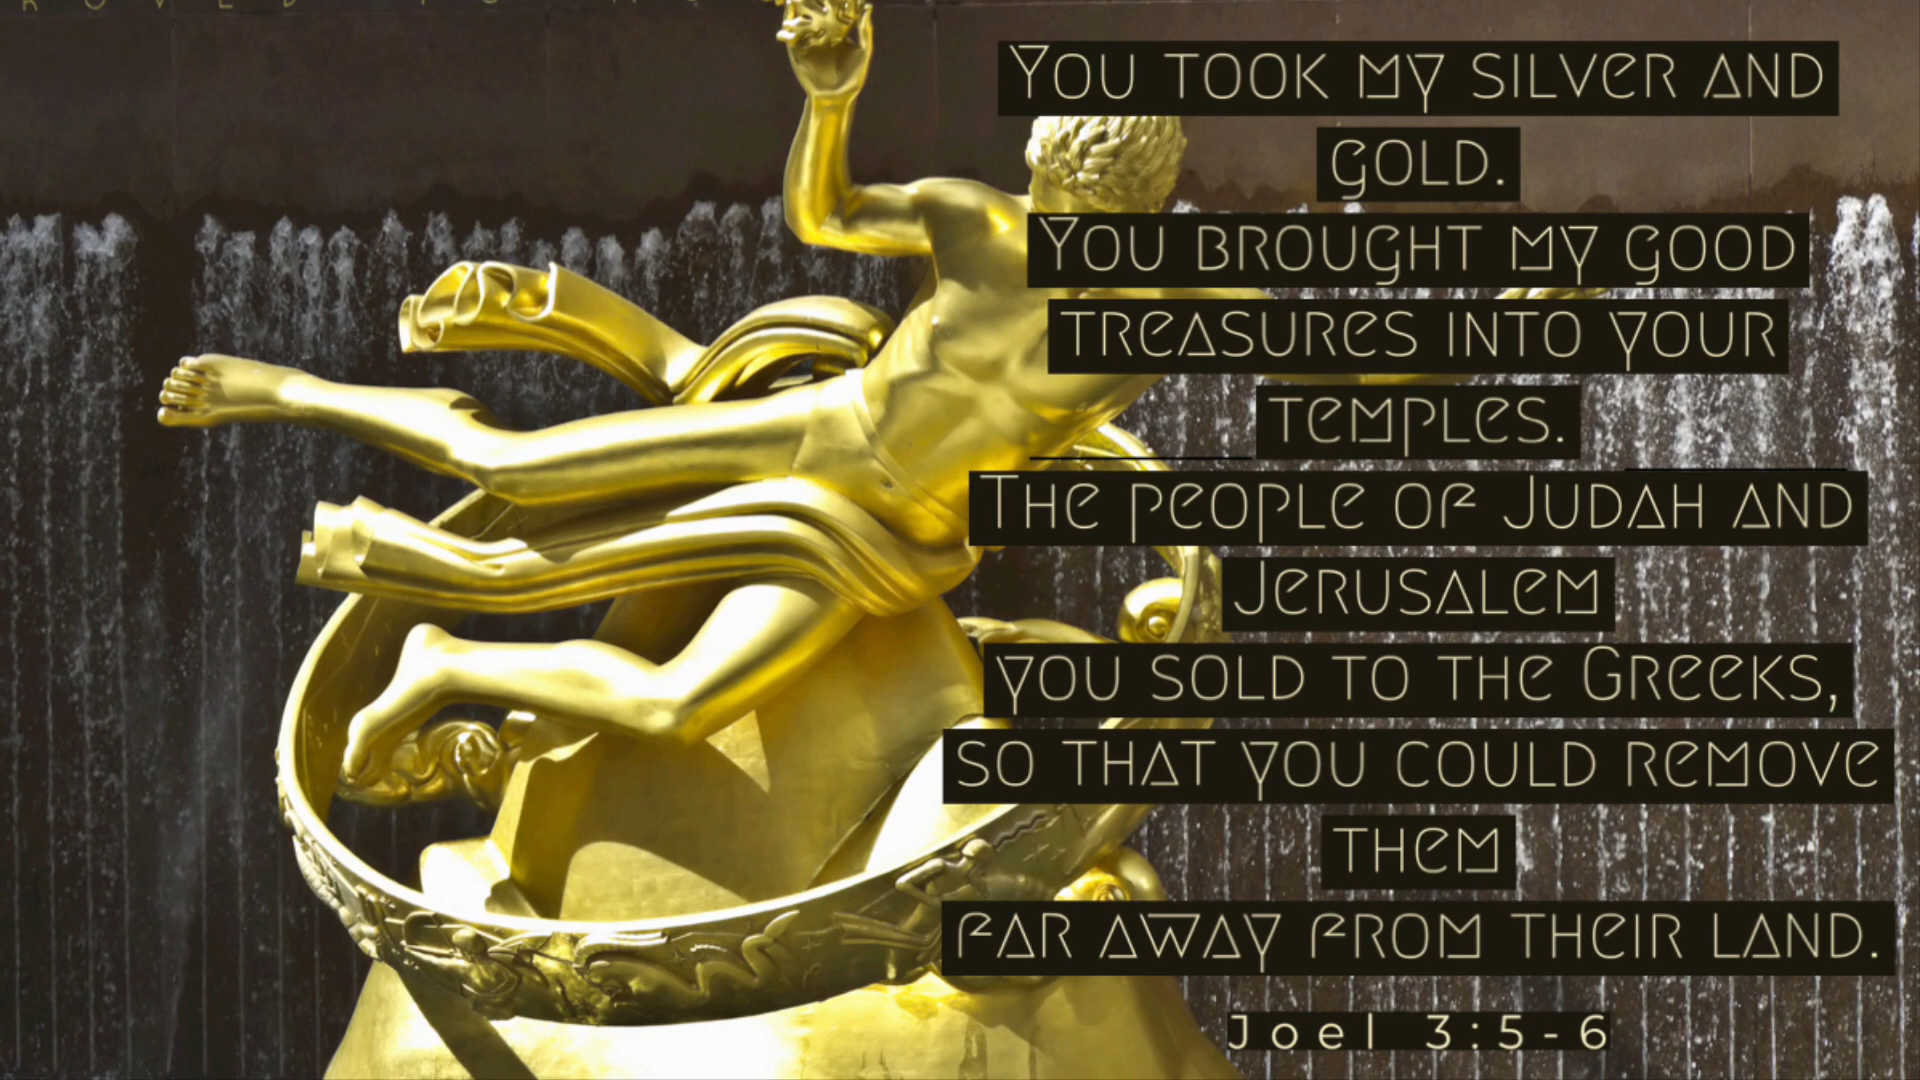 ROVED TO
You took my silver and
gold.
You brought my good
treasures into your
temples.
The people of Judah and
Jerusalem
you sold to the Greeks,
so that you could remove
them
far away from their land.
Joel 3:5-6